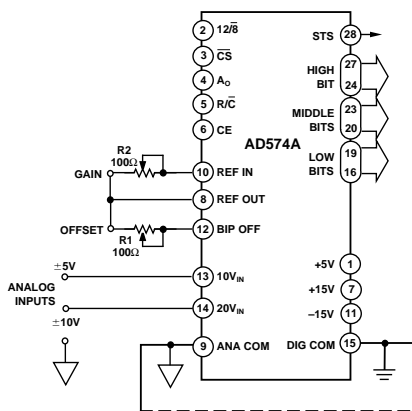 2 12/8̅
3 C̅S̅
4 AO
5 R/C̅
6 CE
R2
100Ω
GAIN
10 REF IN
8 REF OUT
OFFSET
R1
100Ω
12 BIP OFF
±5V
13 10VIN
ANALOG
INPUTS
14 20VIN
±10V
9 ANA COM
AD574A
STS 28
HIGH
BIT
27
24
MIDDLE
BITS
23
20
LOW
BITS
19
16
+5V 1
+15V 7
–15V 11
DIG COM 15